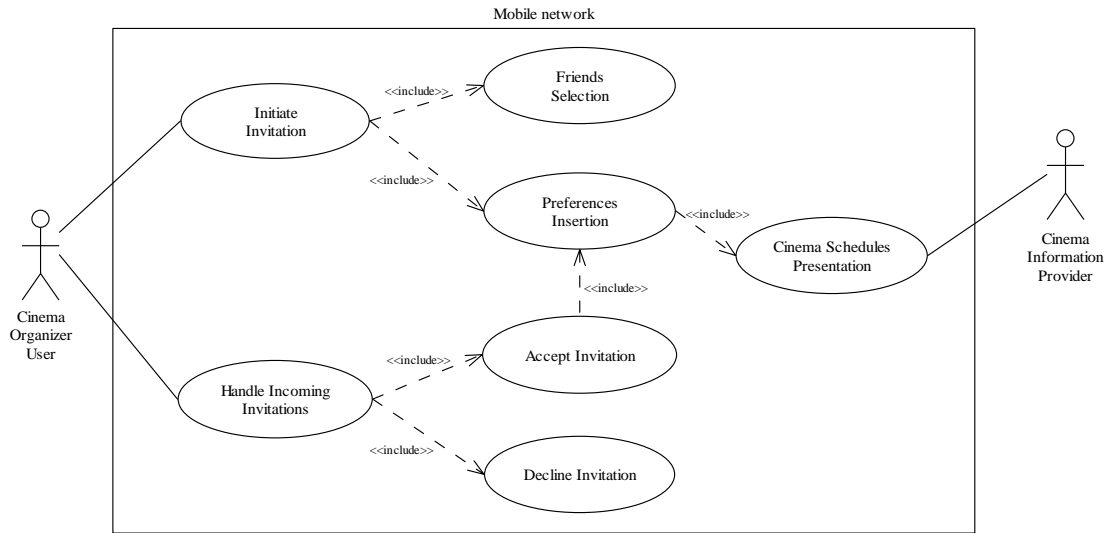 Mobile network
Friends
Selection
<<include>>
Initiate
Invitation
<<include>>
Preferences
Insertion
<<include>>
Cinema Schedules
Presentation
Cinema
Information
Provider
<<include>>
Cinema
Organizer
User
<<include>>
Accept Invitation
Handle Incoming
Invitations
<<include>>
Decline Invitation